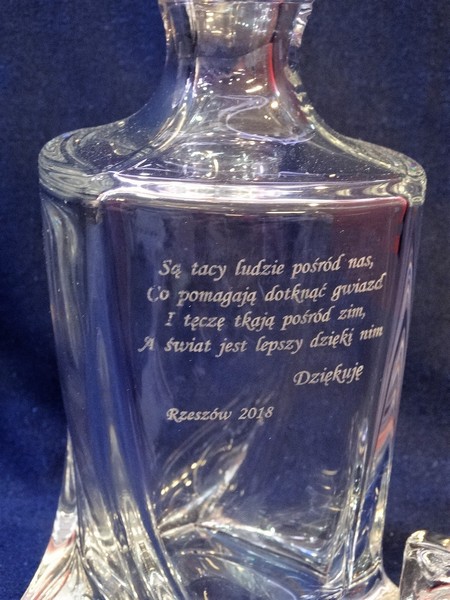 Są tacy ludzie pośród nas,
Co pomagają dotknąć gwiazd
I tęczę tkają pośród zim,
A świat jest lepszy dzięki nim
Dziękuję
Rzeszów 2018